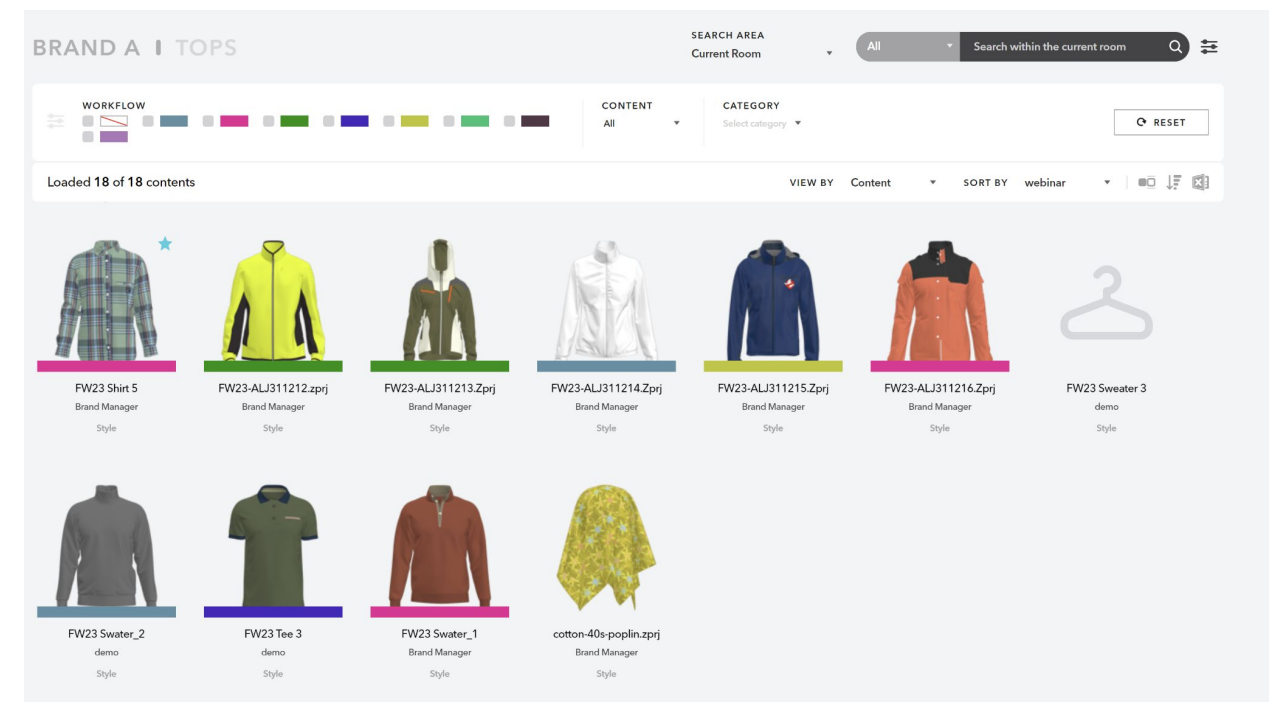 BRAND A I TOPS
SEARCH AREA
Current Room
All
Search within the current room
WORKFLOW
CONTENT
All
CATEGORY
Select category
RESET
Loaded 18 of 18 contents
VIEW BY Content
SORT BY webinar
FW23 Shirt 5
Brand Manager
Style
FW23-ALJ311212.zprj
Brand Manager
Style
FW23-ALJ311213.Zprj
Brand Manager
Style
FW23-ALJ311214.Zprj
Brand Manager
Style
FW23-ALJ311215.Zprj
Brand Manager
Style
FW23-ALJ311216.Zprj
Brand Manager
Style
FW23 Sweater 3
demo
Style
FW23 Swater_2
demo
Style
FW23 Tee 3
demo
Style
FW23 Swater_1
Brand Manager
Style
cotton-40s-poplin.zprj
Brand Manager
Style